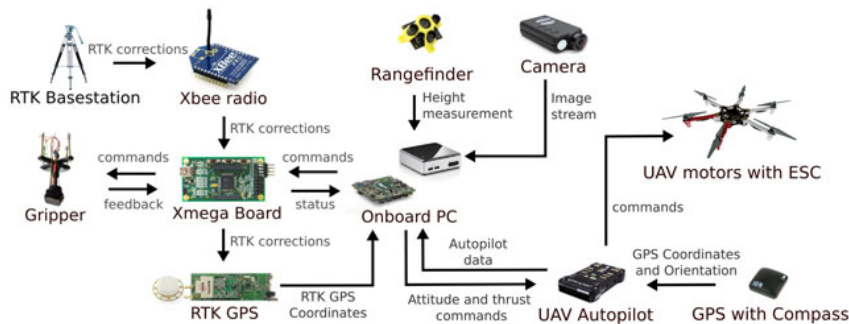 RTK corrections
RTK Basestation
XBee
Xbee radio
Rangefinder
Camera
Height
measurement
Image
stream
RTK corrections
UAV motors with ESC
commands
feedback
Gripper
Xmega Board
commands
status
Onboard PC
commands
RTK corrections
Autopilot
data
GPS Coordinates
and Orientation
RTK GPS
RTK GPS
Coordinates
Attitude and thrust
commands
UAV Autopilot
GPS with Compass